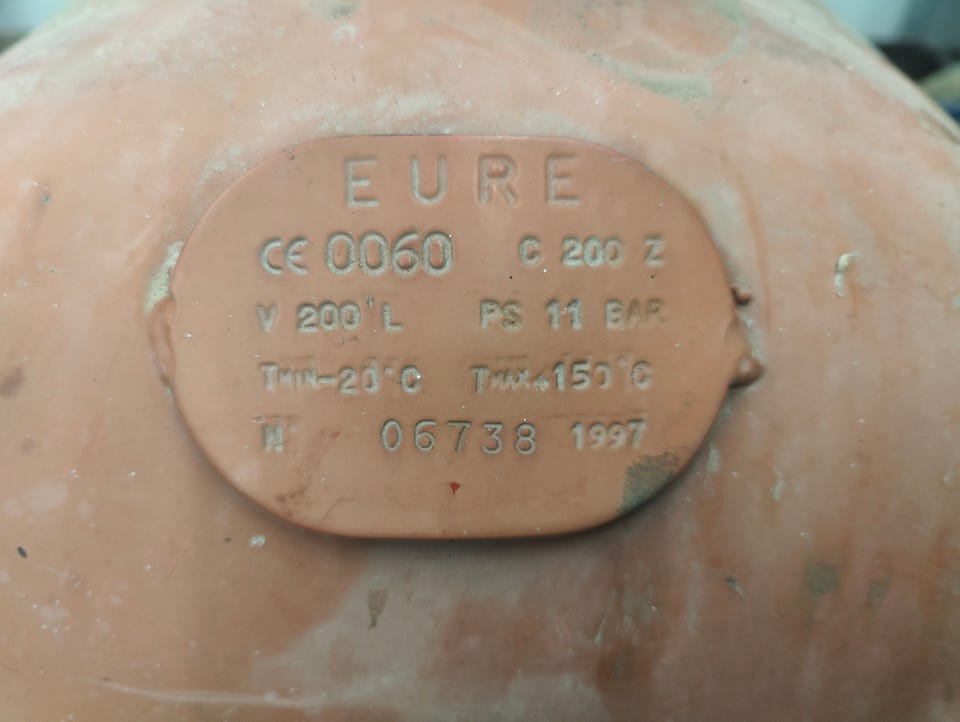 EURE
CE 0060 C 200 Z
V 200 L PS 11 BAR
TMIN-20°C TMAX+150°C
N° 06738 1997